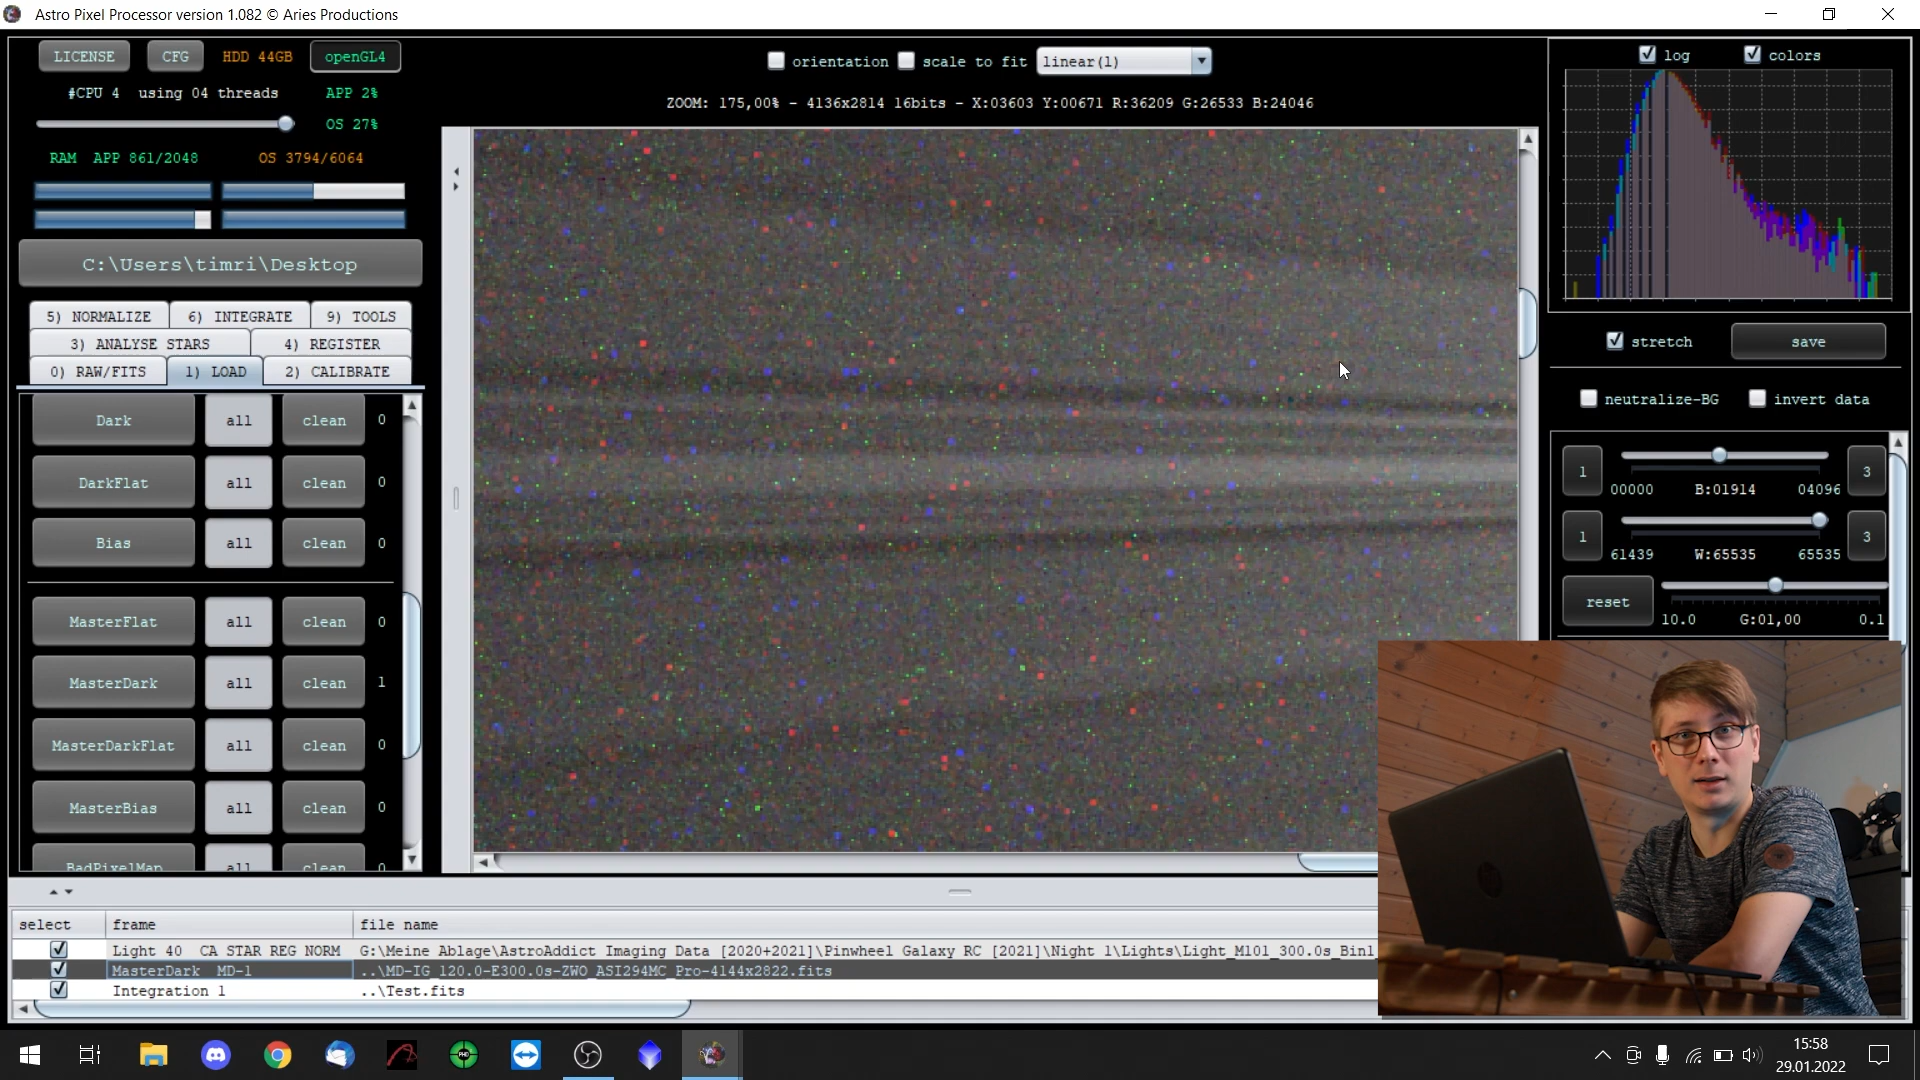 Astro Pixel Processor version 1.082 © Aries Productions
LICENSE CFG HDD 44GB openGL4
#CPU 4 using 04 threads APP 2%
OS 27%
RAM APP 861/2048 OS 3794/6064
C:\Users\timri\Desktop
5) NORMALIZE 6) INTEGRATE 9) TOOLS
3) ANALYSE STARS 4) REGISTER
0) RAW/FITS 1) LOAD 2) CALIBRATE
Dark all clean 0
DarkFlat all clean 0
Bias all clean 0
MasterFlat all clean 0
MasterDark all clean 1
MasterDarkFlat all clean 0
MasterBias all clean 0
BadPixelMap all clean 0
orientation scale to fit linear(1)
ZOOM: 175,00% - 4136x2814 16bits - X:03603 Y:00671 R:36209 G:26533 B:24046
log colors
stretch save
neutralize-BG invert data
1 3
00000 B:01914 04096
1 3
61439 W:65535 65535
reset
10.0 G:01,00 0.1
select frame file name
Light 40 CA STAR REG NORM G:\Meine Ablage\AstroAddict Imaging Data [2020+2021]\Pinwheel Galaxy RC [2021]\Night 1\Lights\Light_M101_300.0s_Bin1
MasterDark MD-1 ..\MD-IG_120.0-E300.0s-ZWO_ASI294MC_Pro-4144x2822.fits
Integration 1 ..\Test.fits
15:58
29.01.2022